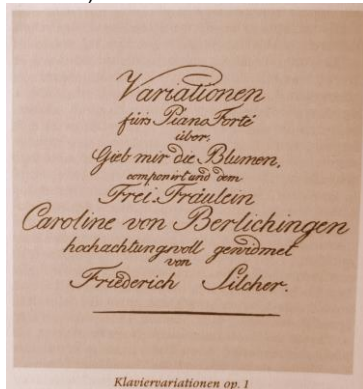 Variationen
fürs Piano Forté
über,
Gieb mir die Blumen,
componirt und dem
Frei: Fräulein
Caroline von Berlichingen
hochachtungsvoll gewidmet
von
Friederich Silcher.
Klaviervariationen op. 1